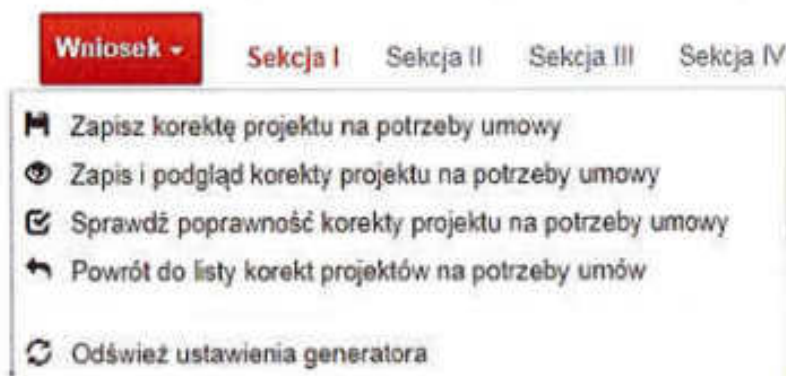 Wniosek Sekcja I Sekcja II Sekcja III Sekcja IV
Zapisz korektę projektu na potrzeby umowy
Zapis i podgląd korekty projektu na potrzeby umowy
Sprawdź poprawność korekty projektu na potrzeby umowy
Powrót do listy korekt projektów na potrzeby umów
Odśwież ustawienia generatora